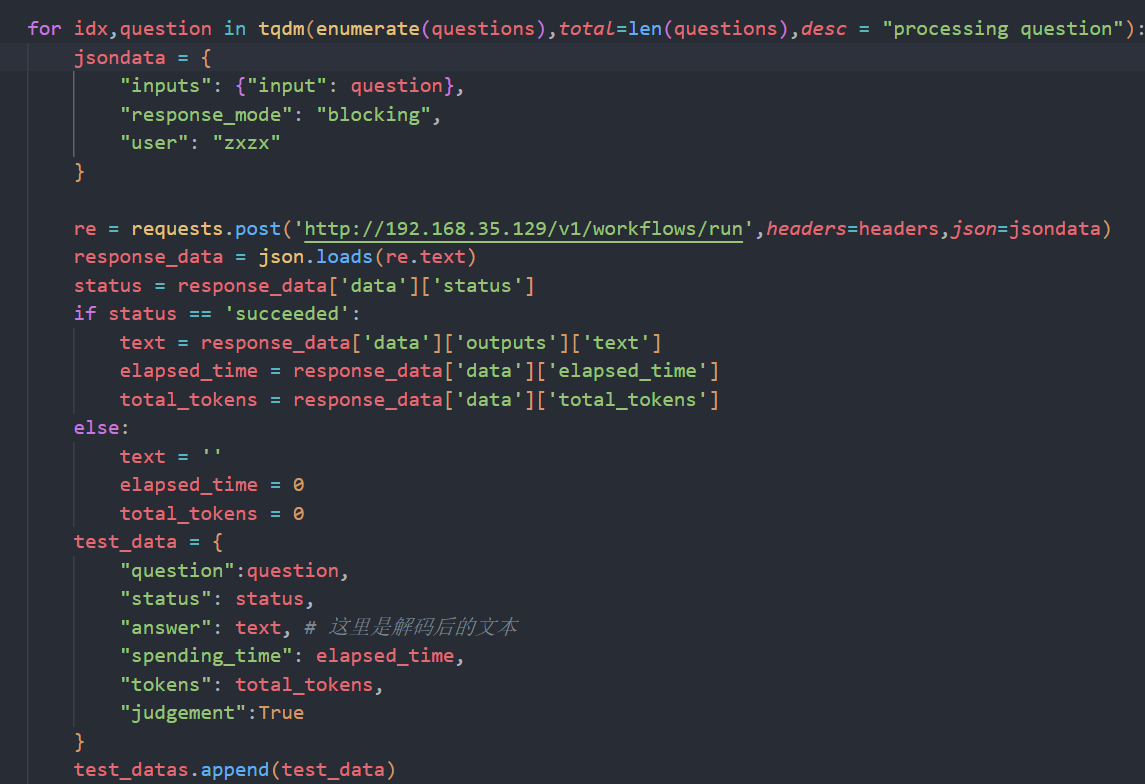 for idx,question in tqdm(enumerate(questions),total=len(questions),desc = "processing question"):
    jsondata = {
        "inputs": {"input": question},
        "response_mode": "blocking",
        "user": "zxzx"
    }

    re = requests.post('http://192.168.35.129/v1/workflows/run',headers=headers,json=jsondata)
    response_data = json.loads(re.text)
    status = response_data['data']['status']
    if status == 'succeeded':
        text = response_data['data']['outputs']['text']
        elapsed_time = response_data['data']['elapsed_time']
        total_tokens = response_data['data']['total_tokens']
    else:
        text = ''
        elapsed_time = 0
        total_tokens = 0
    test_data = {
        "question":question,
        "status": status,
        "answer": text, # 这里是解码后的文本
        "spending_time": elapsed_time,
        "tokens": total_tokens,
        "judgement":True
    }
    test_datas.append(test_data)